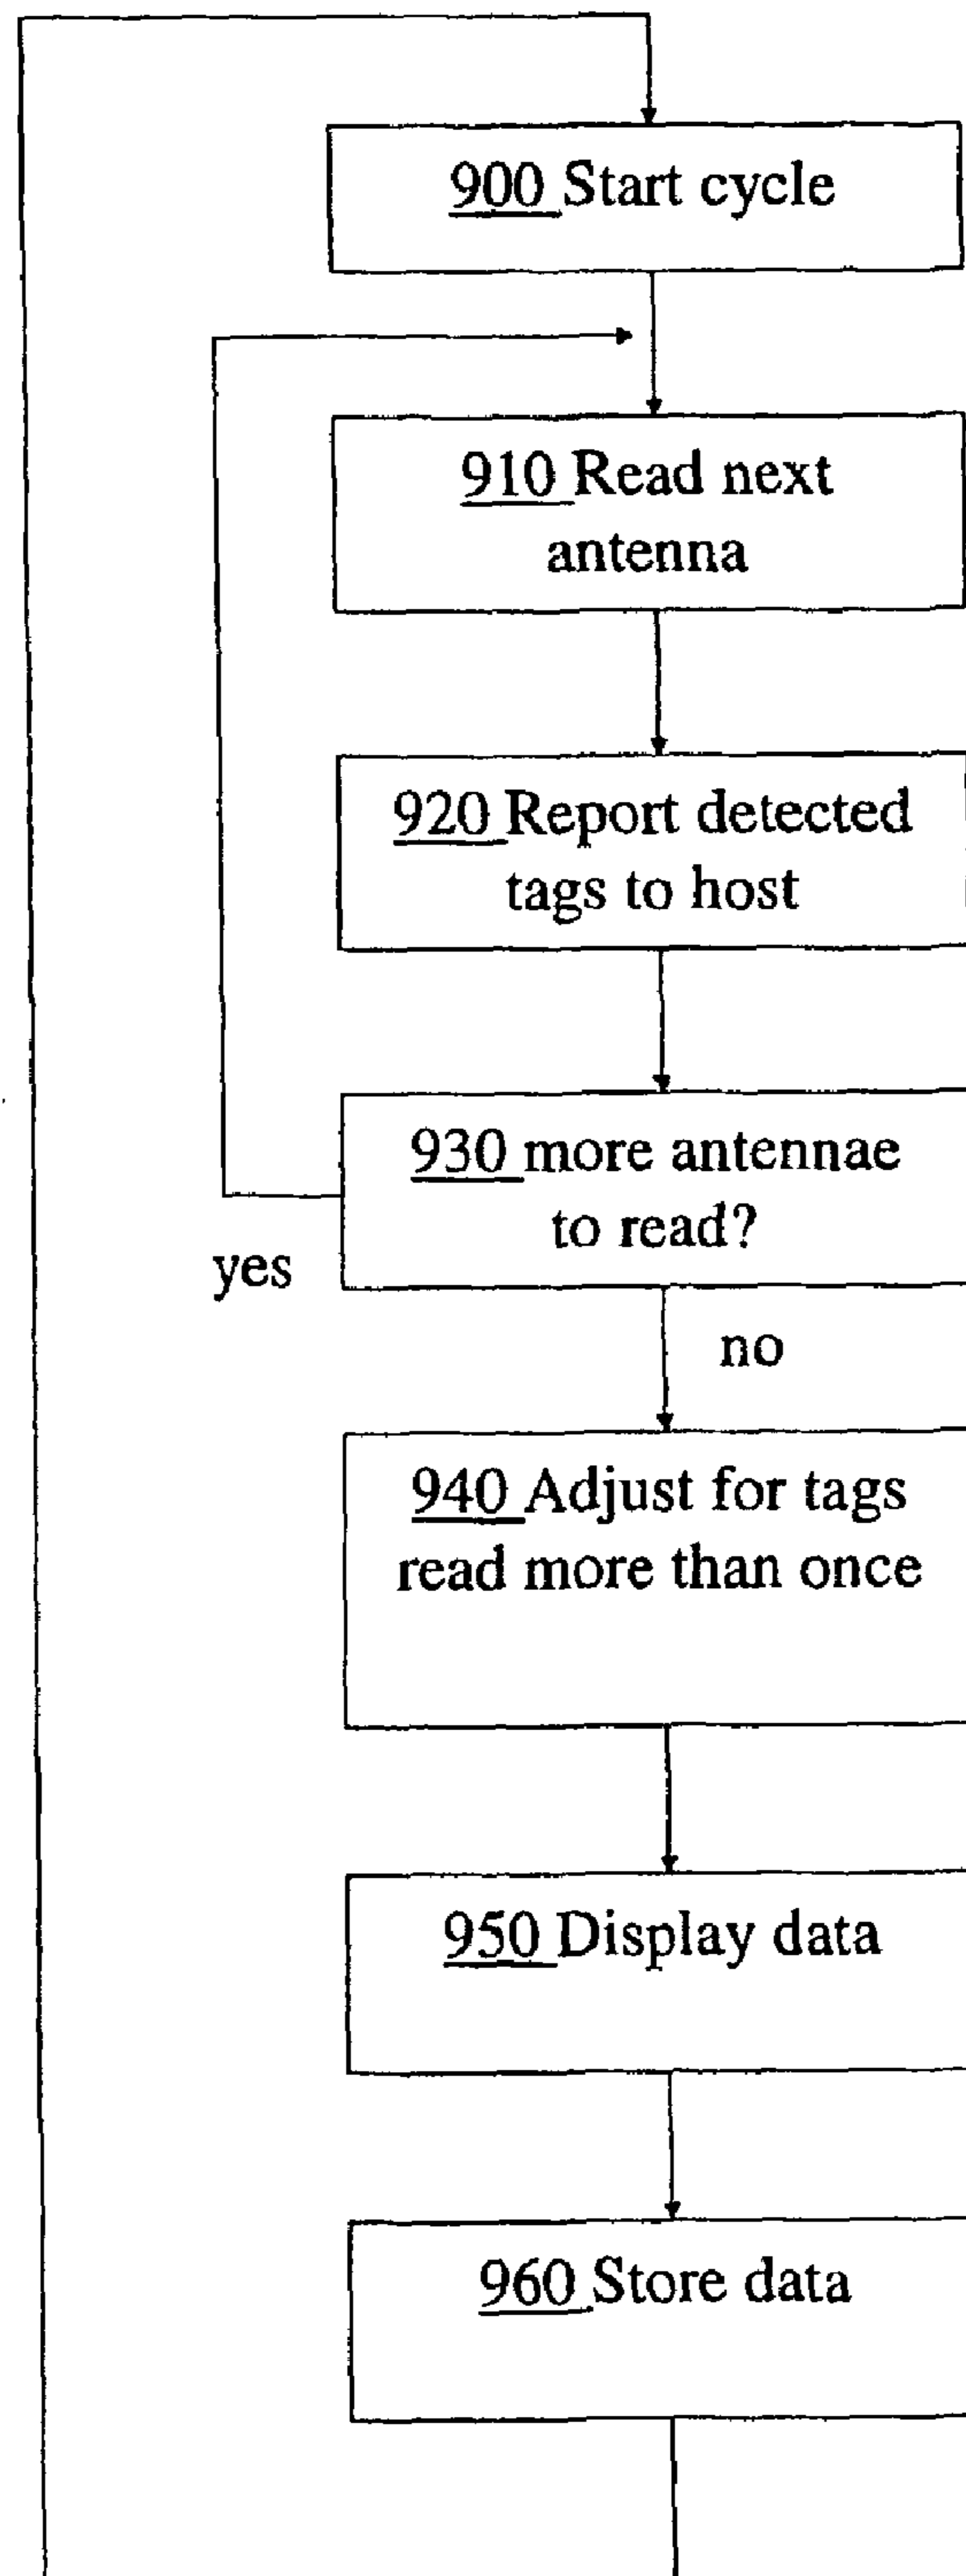 900 Start cycle
910 Read next
antenna
920 Report detected
tags to host
930 more antennae
to read?
yes
no
940 Adjust for tags
read more than once
950 Display data
960 Store data